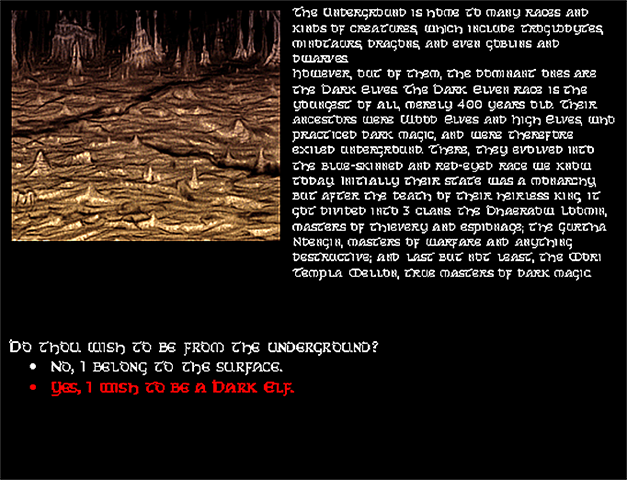 The Underground is home to many races and
kinds of creatures, which include troglodytes,
minotaurs, dragons, and even goblins and
dwarves.
However, out of them, the dominant ones are
the Dark Elves. The Dark Elven race is the
youngest of all, merely 400 years old. Their
ancestors were Wood Elves and High Elves, who
practiced dark magic, and were therefore
exiled underground. There, they evolved into
the blue-skinned and red-eyed race we know
today. Initially their state was a monarchy,
but after the death of their heirless king, it
got divided into 3 clans: the Dhaeraow Loomin,
masters of thievery and espionage; the Gurtha
Ndengin, masters of warfare and anything
destructive; and last but not least, the Mori
Templa Mellon, true masters of dark magic.
Do thou wish to be from the underground?
• No, I belong to the surface.
• Yes, I wish to be a Dark Elf.